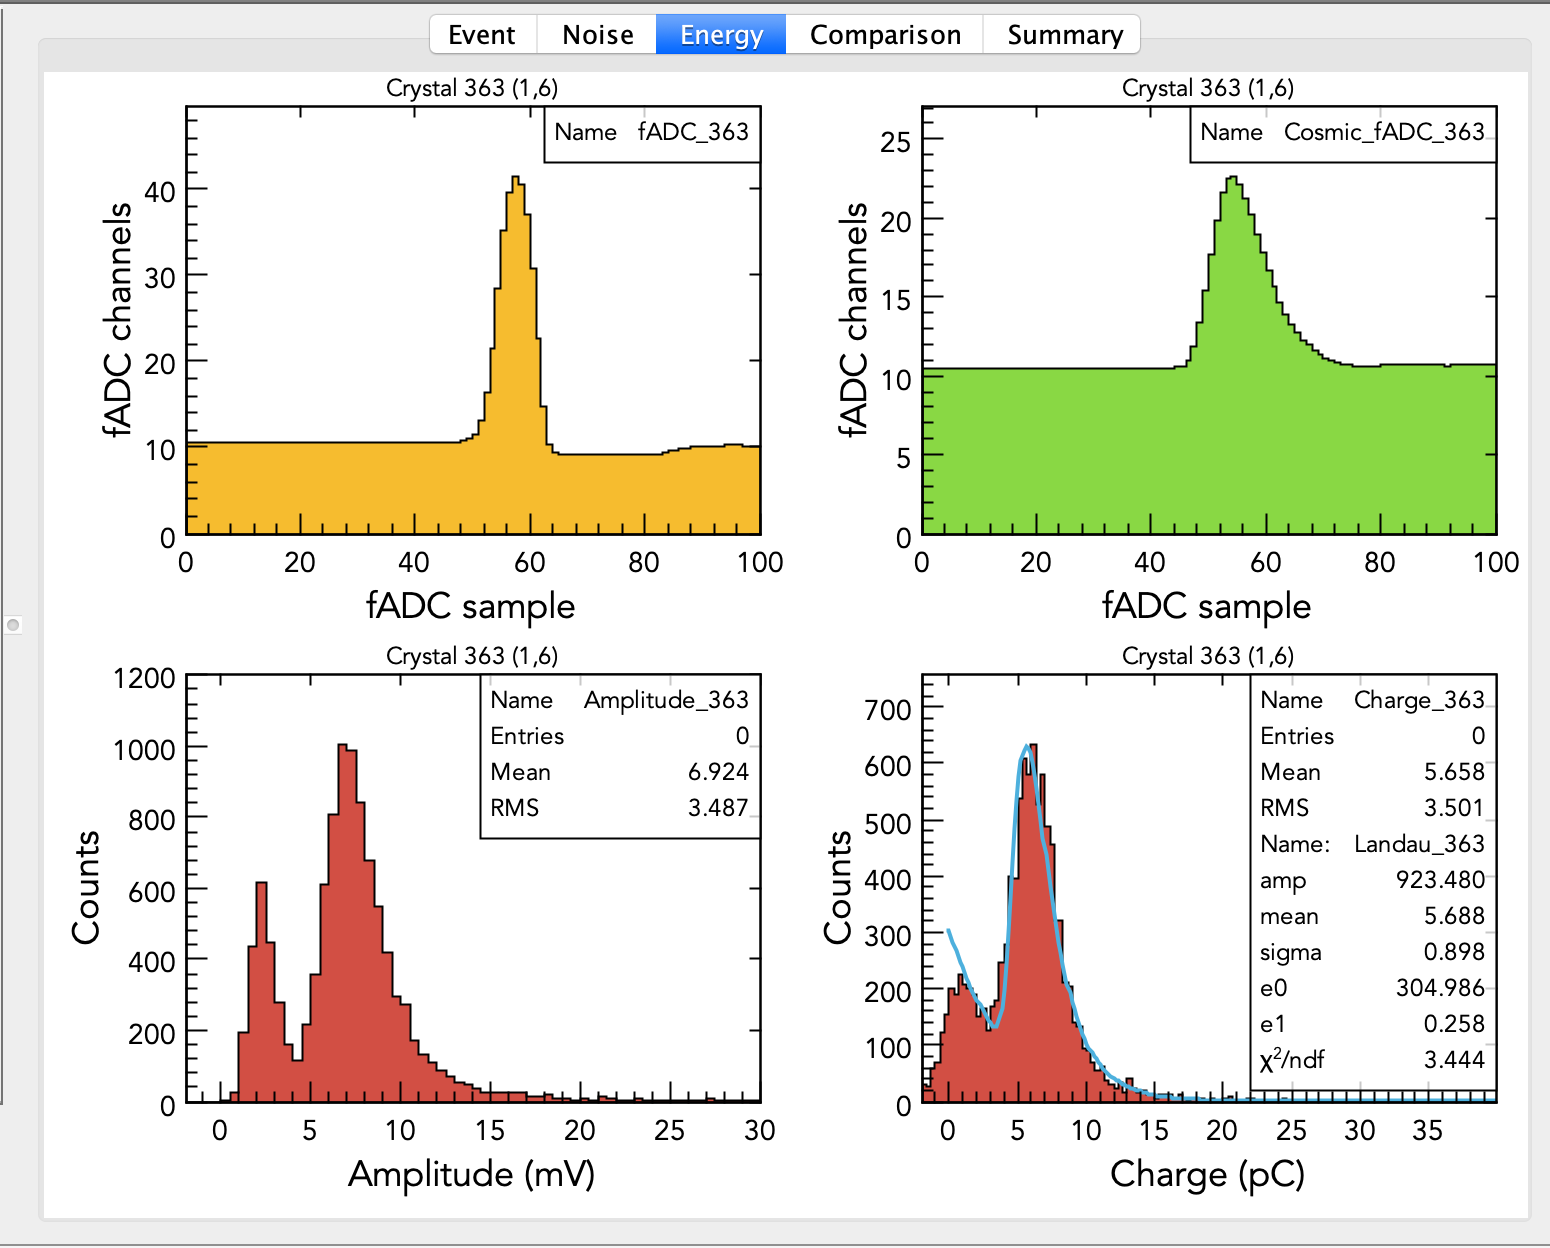 Event Noise Energy Comparison Summary
Crystal 363 (1,6)
Name fADC_363
fADC channels
40
30
20
10
0
0 20 40 60 80 100
fADC sample
Crystal 363 (1,6)
Name Cosmic_fADC_363
fADC channels
25
20
15
10
5
0
0 20 40 60 80 100
fADC sample
Crystal 363 (1,6)
Name Amplitude_363
Entries 0
Mean 6.924
RMS 3.487
Counts
1200
1000
800
600
400
200
0
0 5 10 15 20 25 30
Amplitude (mV)
Crystal 363 (1,6)
Name Charge_363
Entries 0
Mean 5.658
RMS 3.501
Name: Landau_363
amp 923.480
mean 5.688
sigma 0.898
e0 304.986
e1 0.258
χ²/ndf 3.444
Counts
700
600
500
400
300
200
100
0
0 5 10 15 20 25 30 35
Charge (pC)